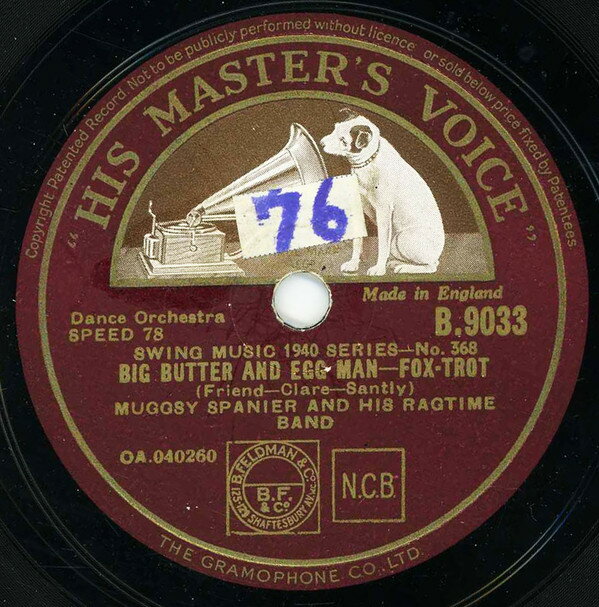 Copyright Patented Record. Not to be publicly performed without licence or sold below price fixed by Patentees
"HIS MASTER'S VOICE"
76
Made in England
Dance Orchestra
SPEED 78
B.9033
SWING MUSIC 1940 SERIES—No. 368
BIG BUTTER AND EGG MAN—FOX-TROT
(Friend—Clare—Santly)
MUGGSY SPANIER AND HIS RAGTIME
BAND
OA.040260
B. FELDMAN & Co
B.F.
& Co
125/129 SHAFTESBURY AV.
N.C.B.
THE GRAMOPHONE CO., LTD.